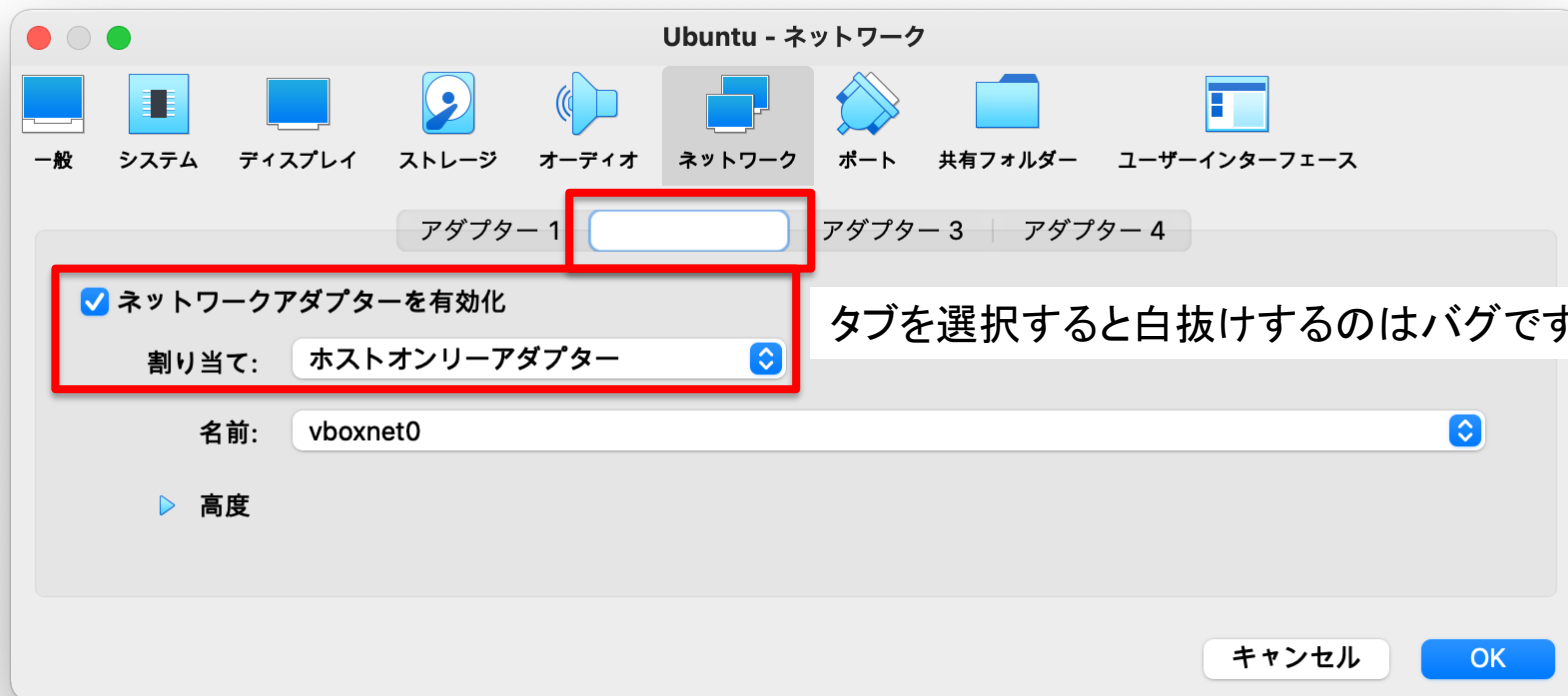 Ubuntu - ネットワーク
一般 システム ディスプレイ ストレージ オーディオ ネットワーク ポート 共有フォルダー ユーザーインターフェース
アダプター 1 アダプター 3 アダプター 4
ネットワークアダプターを有効化
タブを選択すると白抜けするのはバグです
割り当て: ホストオンリーアダプター
名前: vboxnet0
高度
キャンセル OK